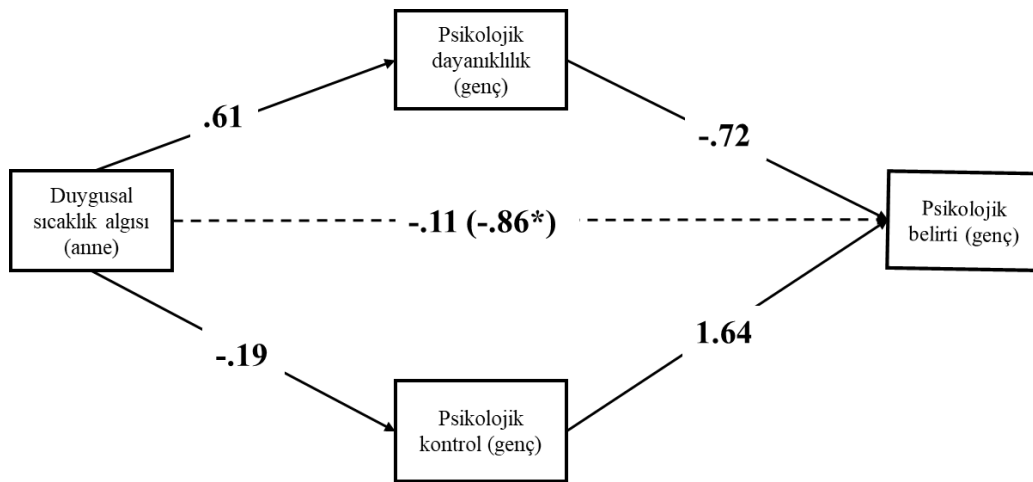 Psikolojik
dayanıklılık
(genç)
.61
-.72
Duygusal
sıcaklık algısı
(anne)
-.11 (-.86*)
Psikolojik
belirti (genç)
-.19
1.64
Psikolojik
kontrol (genç)